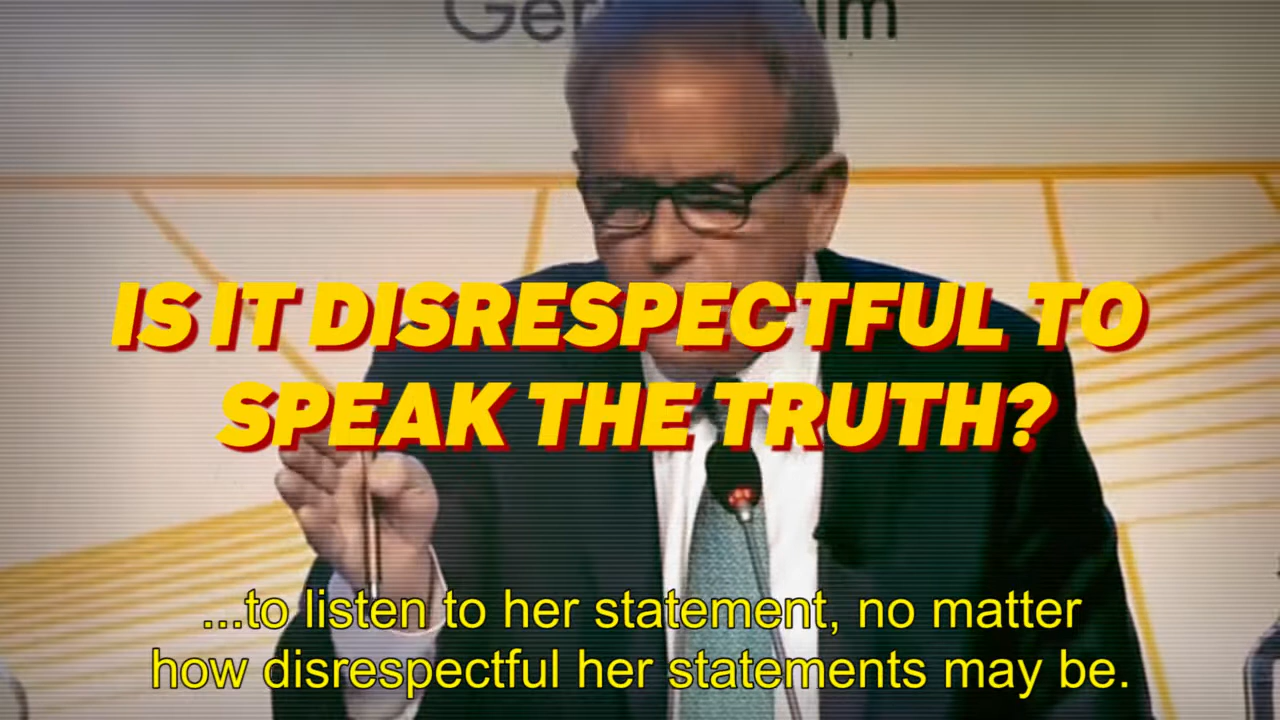 IS IT DISRESPECTFUL TO
SPEAK THE TRUTH?
...to listen to her statement, no matter
how disrespectful her statements may be.